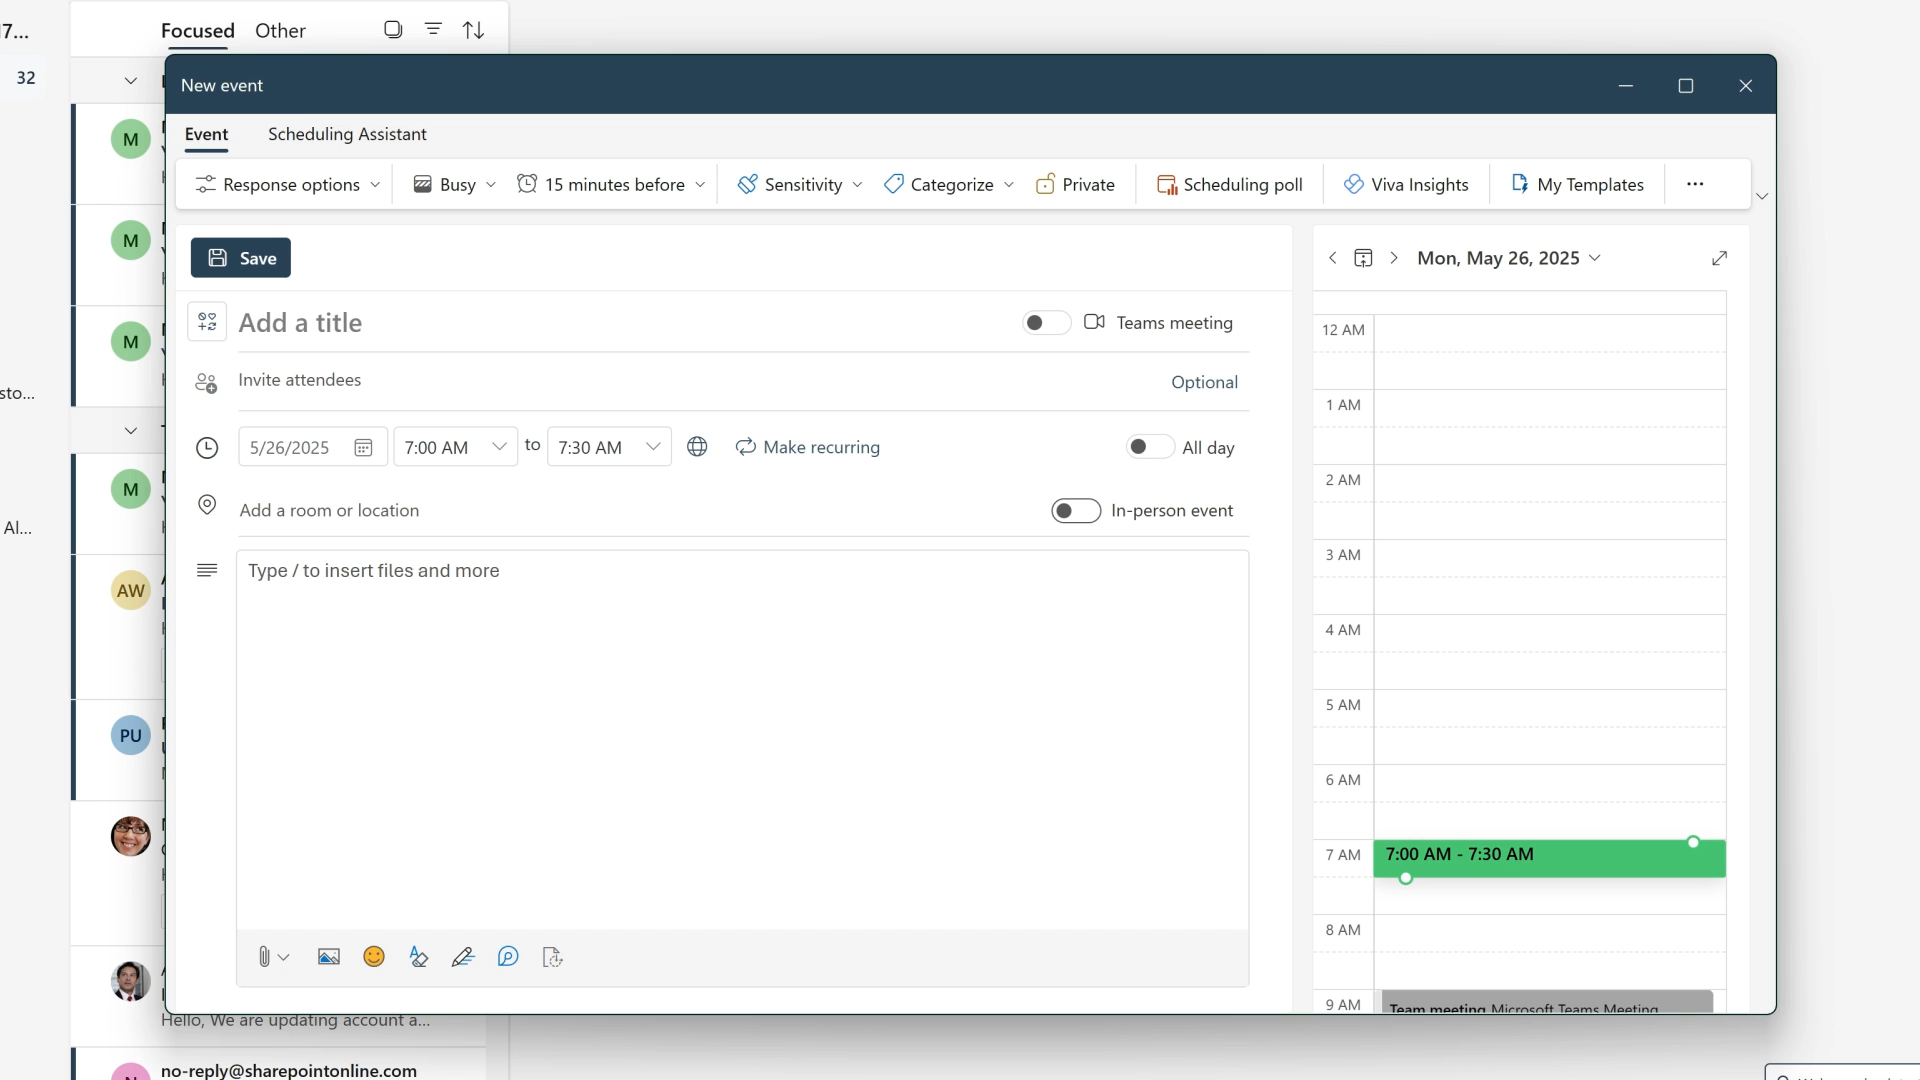 Focused Other
32
New event
Event Scheduling Assistant
Response options Busy 15 minutes before Sensitivity Categorize Private Scheduling poll Viva Insights My Templates
Save
Mon, May 26, 2025
Add a title
Teams meeting
Invite attendees
Optional
5/26/2025 7:00 AM to 7:30 AM Make recurring All day
Add a room or location
In-person event
Type / to insert files and more
12 AM
1 AM
2 AM
3 AM
4 AM
5 AM
6 AM
7 AM 7:00 AM - 7:30 AM
8 AM
9 AM Team meeting Microsoft Teams Meeting
M
M
M
M
AW
PU
sto...
Al...
Hello, We are updating account a...
no-reply@sharepointonline.com